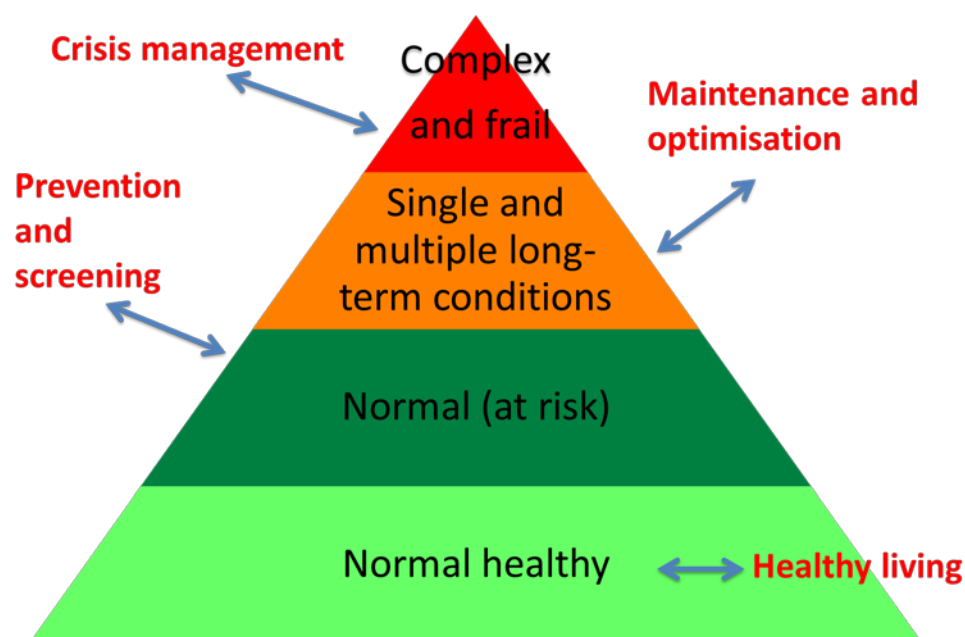 Crisis management
Complex
and frail
Maintenance and
optimisation
Prevention
and
screening
Single and
multiple long-
term conditions
Normal (at risk)
Normal healthy
Healthy living